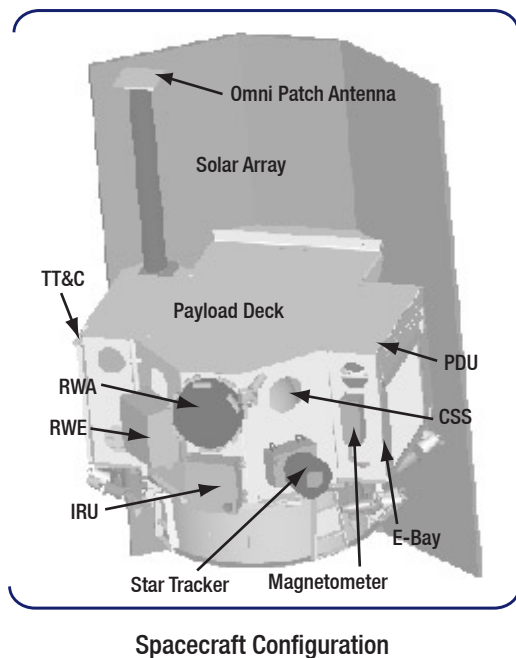 Omni Patch Antenna
Solar Array
TT&C
Payload Deck
PDU
RWA
CSS
RWE
IRU
E-Bay
Star Tracker
Magnetometer
Spacecraft Configuration